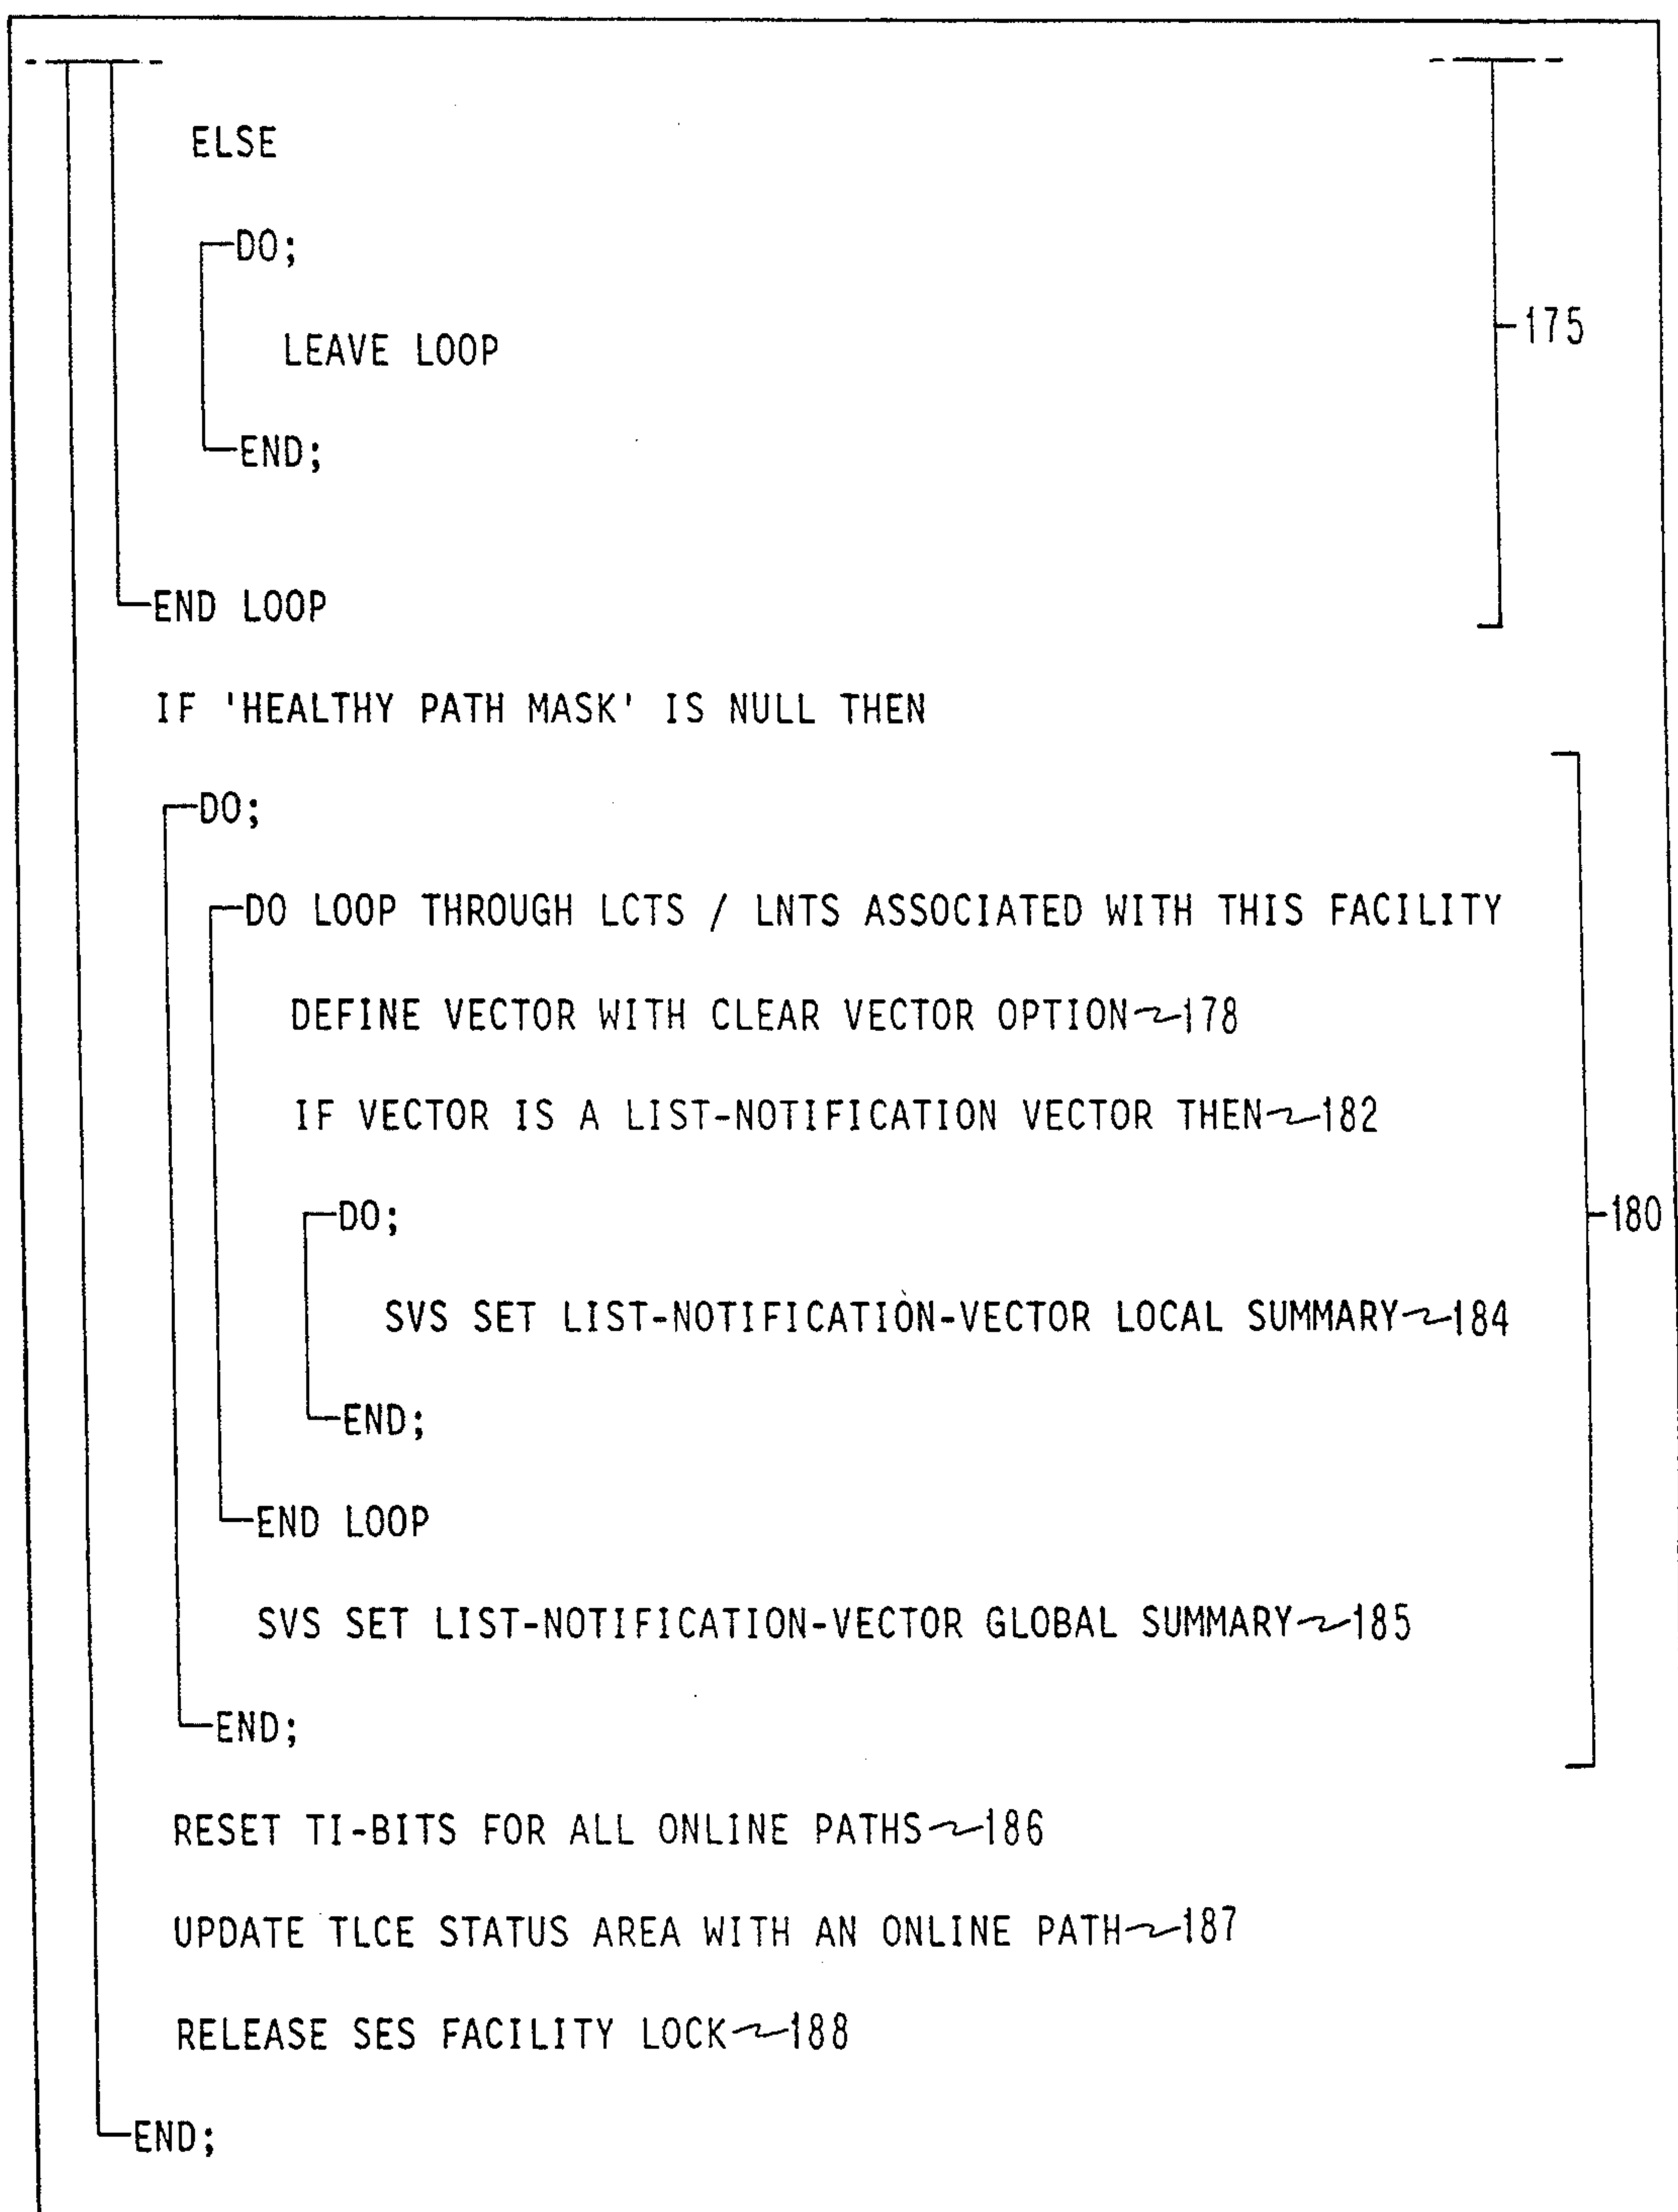 ELSE
DO;
LEAVE LOOP
175
END;
END LOOP
IF 'HEALTHY PATH MASK' IS NULL THEN
DO;
DO LOOP THROUGH LCTS / LNTS ASSOCIATED WITH THIS FACILITY
DEFINE VECTOR WITH CLEAR VECTOR OPTION~178
IF VECTOR IS A LIST-NOTIFICATION VECTOR THEN~182
DO;
180
SVS SET LIST-NOTIFICATION-VECTOR LOCAL SUMMARY~184
END;
END LOOP
SVS SET LIST-NOTIFICATION-VECTOR GLOBAL SUMMARY~185
END;
RESET TI-BITS FOR ALL ONLINE PATHS~186
UPDATE TLCE STATUS AREA WITH AN ONLINE PATH~187
RELEASE SES FACILITY LOCK~188
END;